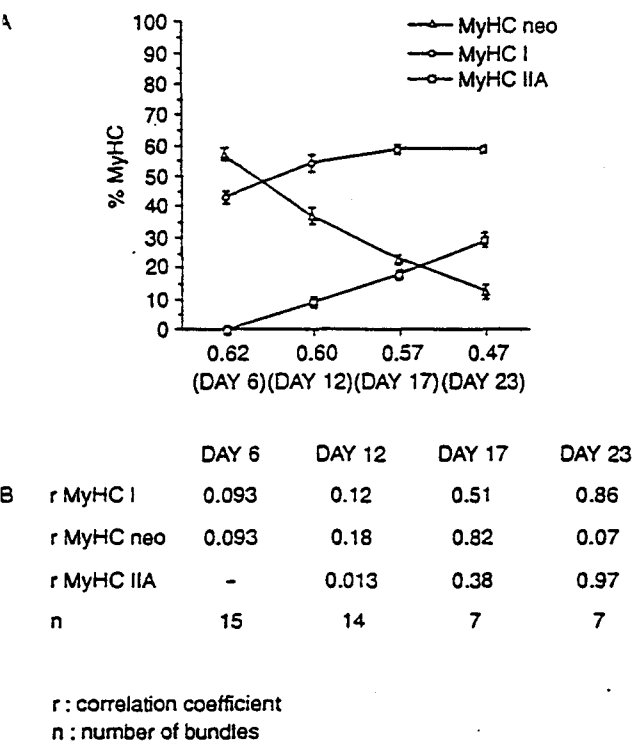 A
100
90
80
70
60
50
40
30
20
10
0
% MyHC
MyHC neo
MyHC I
MyHC IIA
0.62 0.60 0.57 0.47
(DAY 6)(DAY 12)(DAY 17)(DAY 23)
DAY 6 DAY 12 DAY 17 DAY 23
B r MyHC I 0.093 0.12 0.51 0.86
r MyHC neo 0.093 0.18 0.82 0.07
r MyHC IIA - 0.013 0.38 0.97
n 15 14 7 7
r : correlation coefficient
n : number of bundles